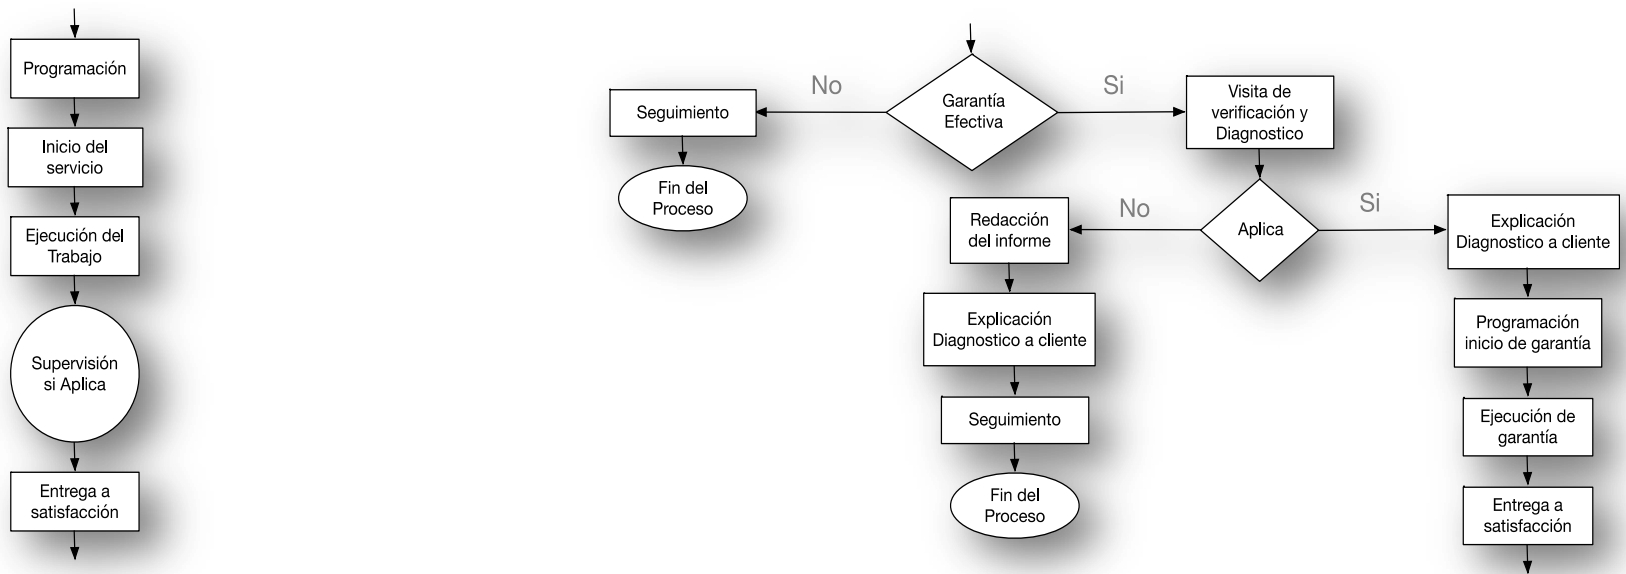 Programación
Inicio del
servicio
Ejecución del
Trabajo
Supervisión
si Aplica
Entrega a
satisfacción
No
Si
Garantía
Efectiva
Seguimiento
Fin del
Proceso
Visita de
verificación y
Diagnostico
No
Si
Aplica
Redacción
del informe
Explicación
Diagnostico a cliente
Seguimiento
Fin del
Proceso
Explicación
Diagnostico a cliente
Programación
inicio de garantía
Ejecución de
garantía
Entrega a
satisfacción